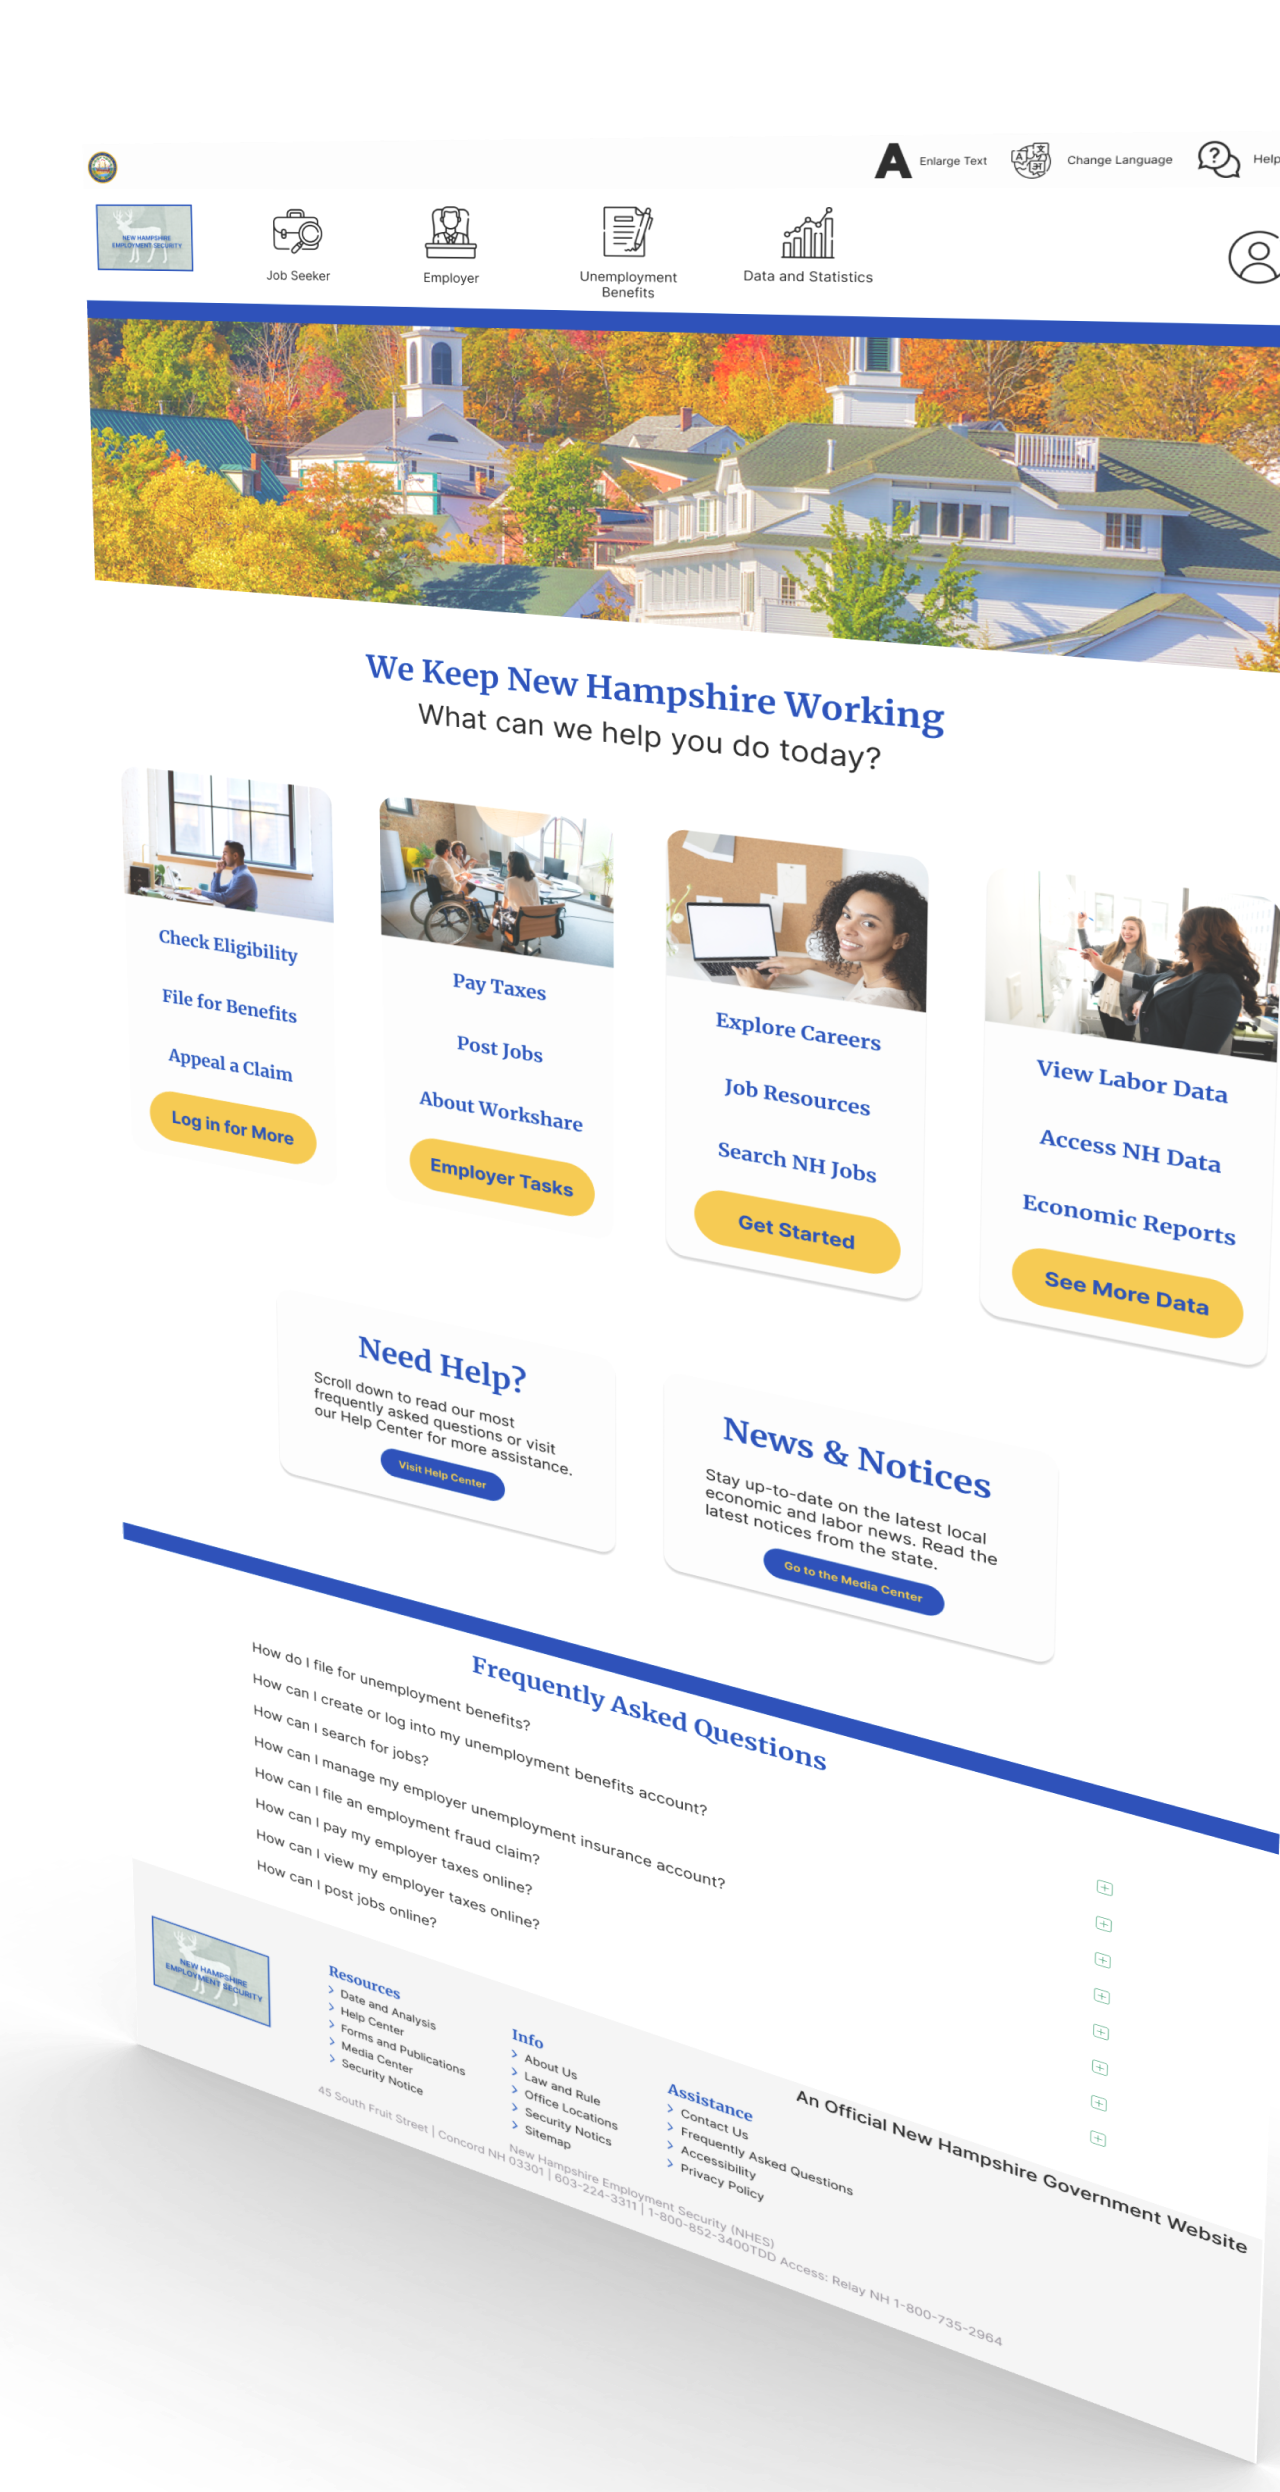 Enlarge Text
Change Language
Help
NEW HAMPSHIRE
EMPLOYMENT SECURITY
Job Seeker
Employer
Unemployment
Benefits
Data and Statistics
We Keep New Hampshire Working
What can we help you do today?
Check Eligibility
File for Benefits
Appeal a Claim
Log in for More
Pay Taxes
Post Jobs
About Workshare
Employer Tasks
Explore Careers
Job Resources
Search NH Jobs
Get Started
View Labor Data
Access NH Data
Economic Reports
See More Data
Need Help?
Scroll down to read our most
frequently asked questions or visit
our Help Center for more assistance.
Visit Help Center
News & Notices
Stay up-to-date on the latest local
economic and labor news. Read the
latest notices from the state.
Go to the Media Center
Frequently Asked Questions
How do I file for unemployment benefits?
How can I create or log into my unemployment benefits account?
How can I search for jobs?
How can I manage my employer unemployment insurance account?
How can I file an employment fraud claim?
How can I pay my employer taxes online?
How can I view my employer taxes online?
How can I post jobs online?
NEW HAMPSHIRE
EMPLOYMENT SECURITY
Resources
Date and Analysis
Help Center
Forms and Publications
Media Center
Security Notice
Info
About Us
Law and Rule
Office Locations
Security Notics
Sitemap
Assistance
Contact Us
Frequently Asked Questions
Accessibility
Privacy Policy
An Official New Hampshire Government Website
New Hampshire Employment Security (NHES)
45 South Fruit Street | Concord NH 03301 | 603-224-3311 | 1-800-852-3400TDD Access: Relay NH 1-800-735-2964